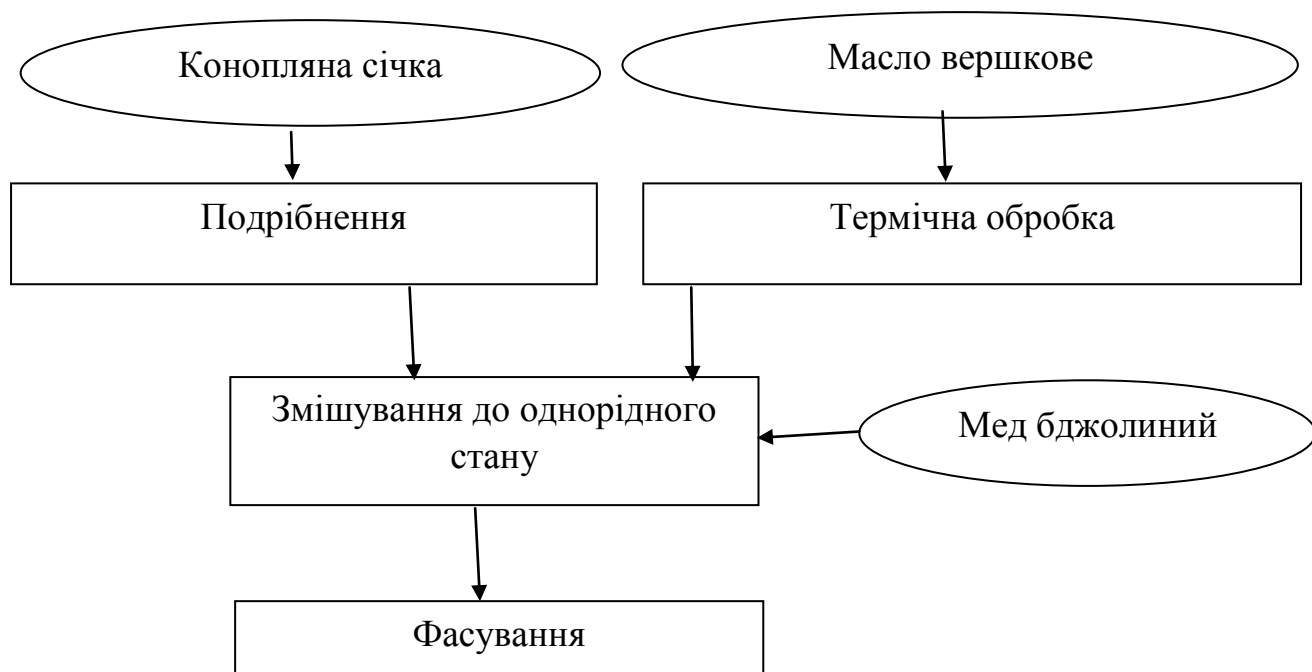 Конопляна січка
Масло вершкове
Подрібнення
Термічна обробка
Змішування до однорідного
стану
Мед бджолиний
Фасування